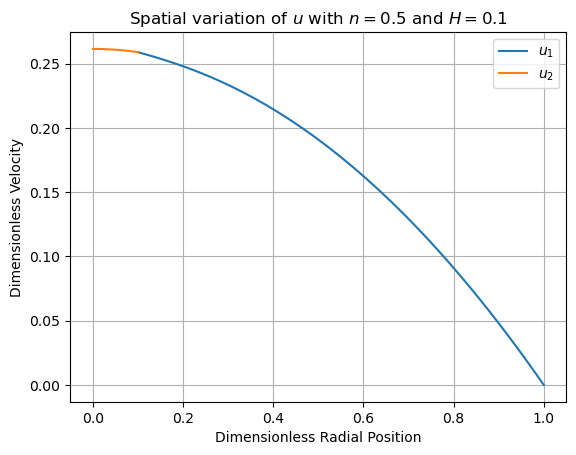 Spatial variation of u with n = 0.5 and H = 0.1
u₁
u₂
Dimensionless Velocity
0.25
0.20
0.15
0.10
0.05
0.00
0.0 0.2 0.4 0.6 0.8 1.0
Dimensionless Radial Position